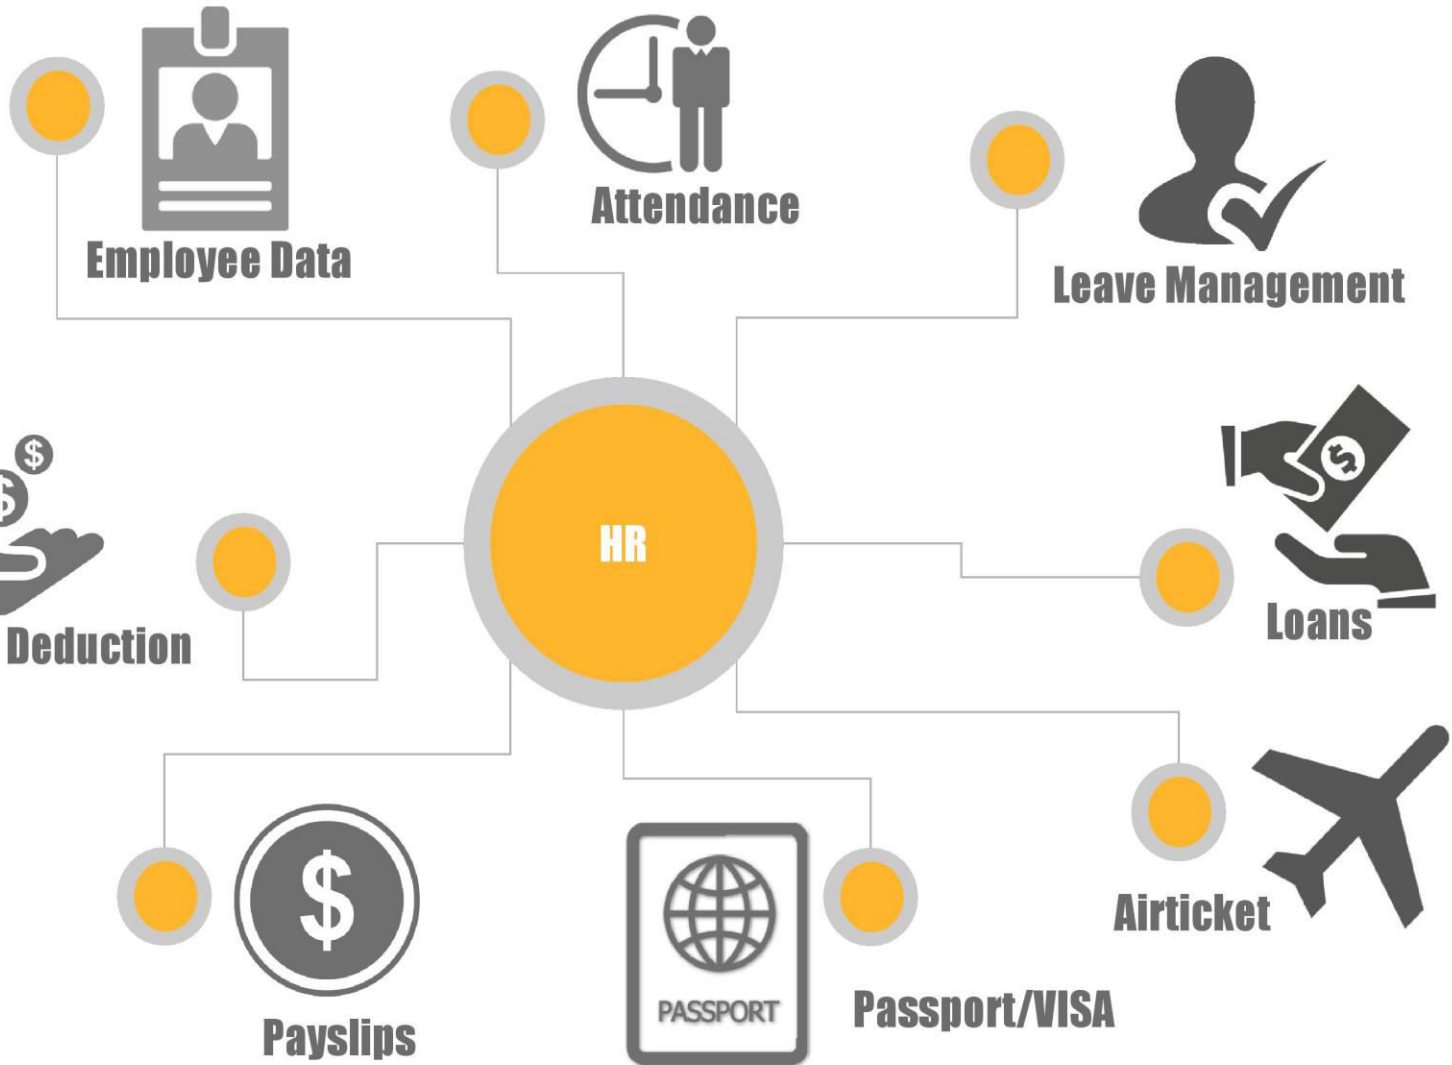 Employee Data
Attendance
Leave Management
$
$
HR
$
Loans
Deduction
Airticket
$
PASSPORT
Passport/VISA
Payslips